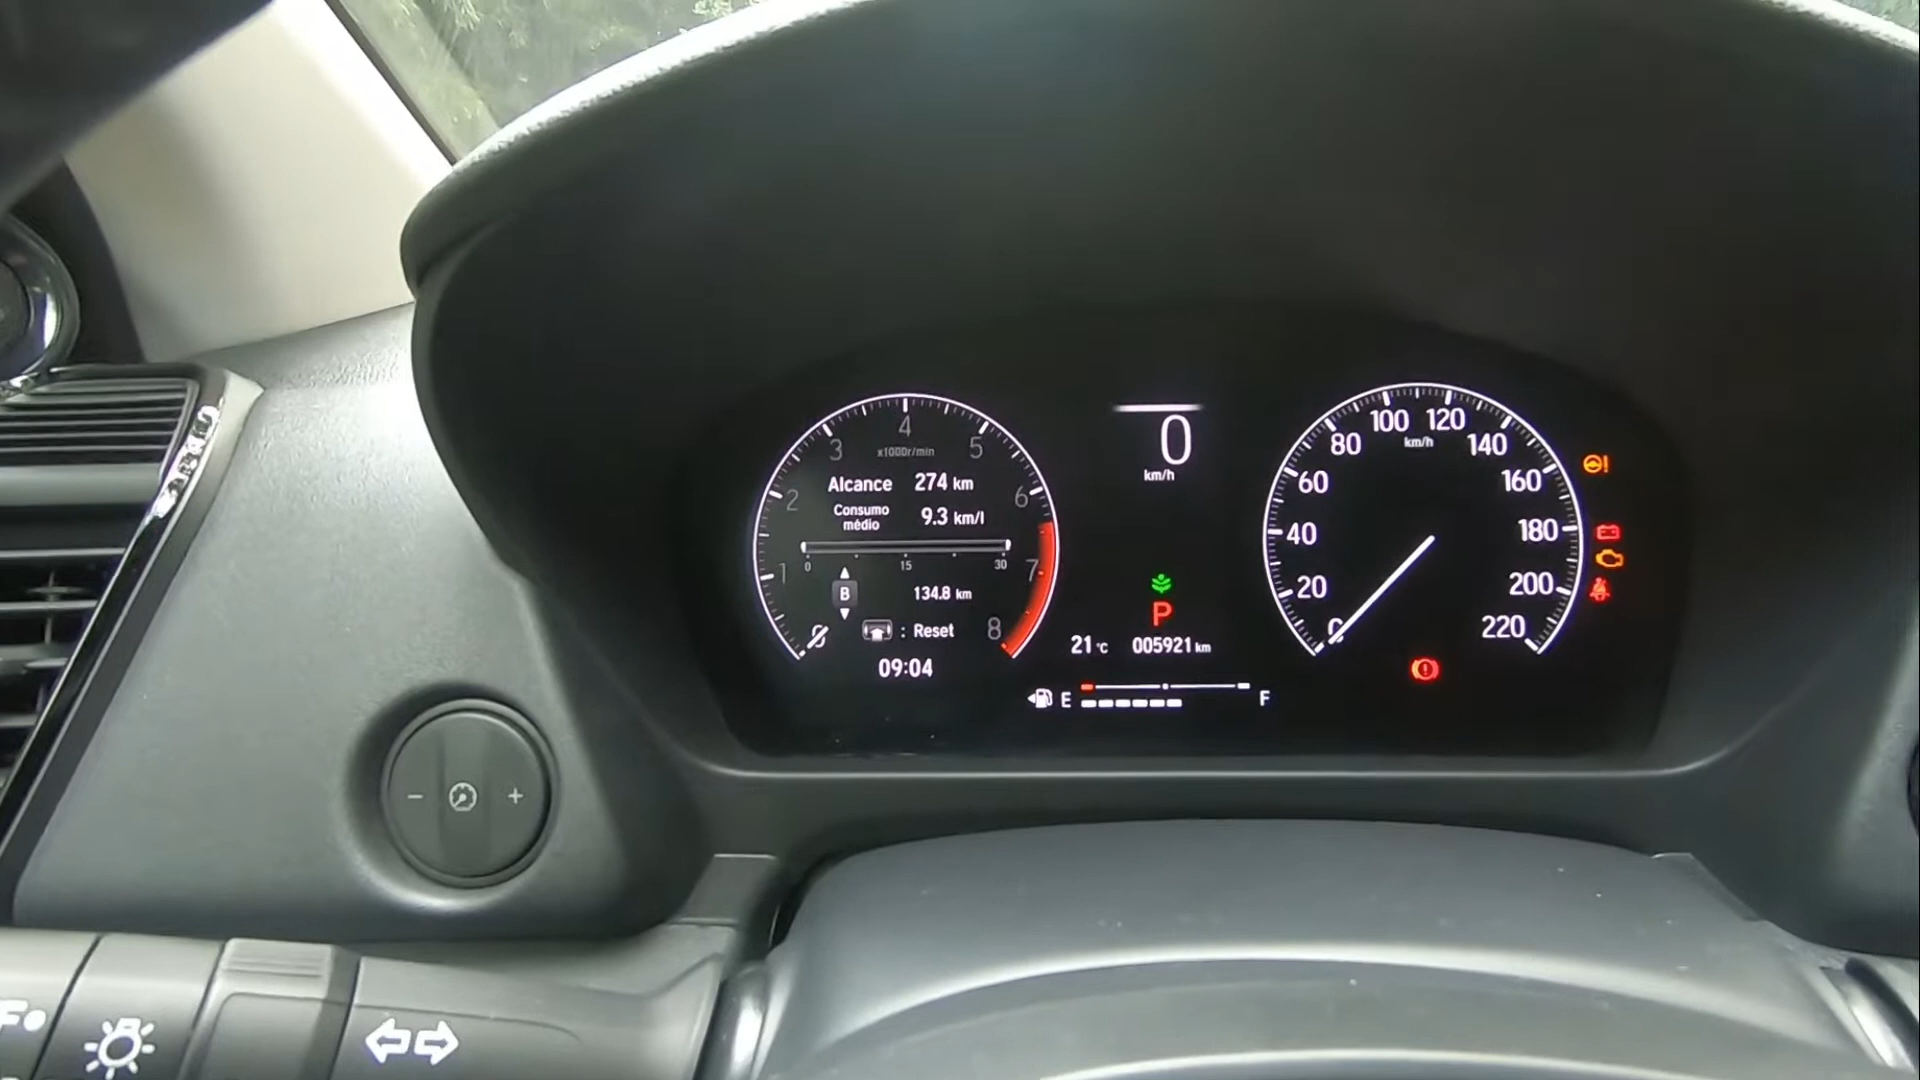 4
3 5
x1000r/min
Alcance 274 km
2 6
Consumo
médio 9.3 km/l
0 15 30
1 7
B 134.8 km
: Reset 8
09:04
0
km/h
P
21 °C 005921 km
E F
100 120
80 km/h 140
60 160
40 180
20 200
0 220
- +